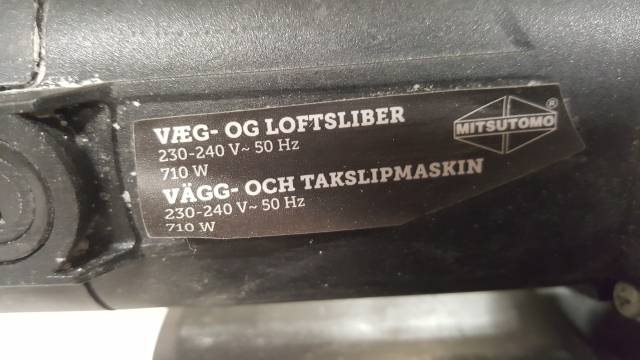 VÆG- OG LOFTSLIBER
230-240 V~ 50 Hz
710 W
VÄGG- OCH TAKSLIPMASKIN
230-240 V~ 50 Hz
710 W
MITSUTOMO ®